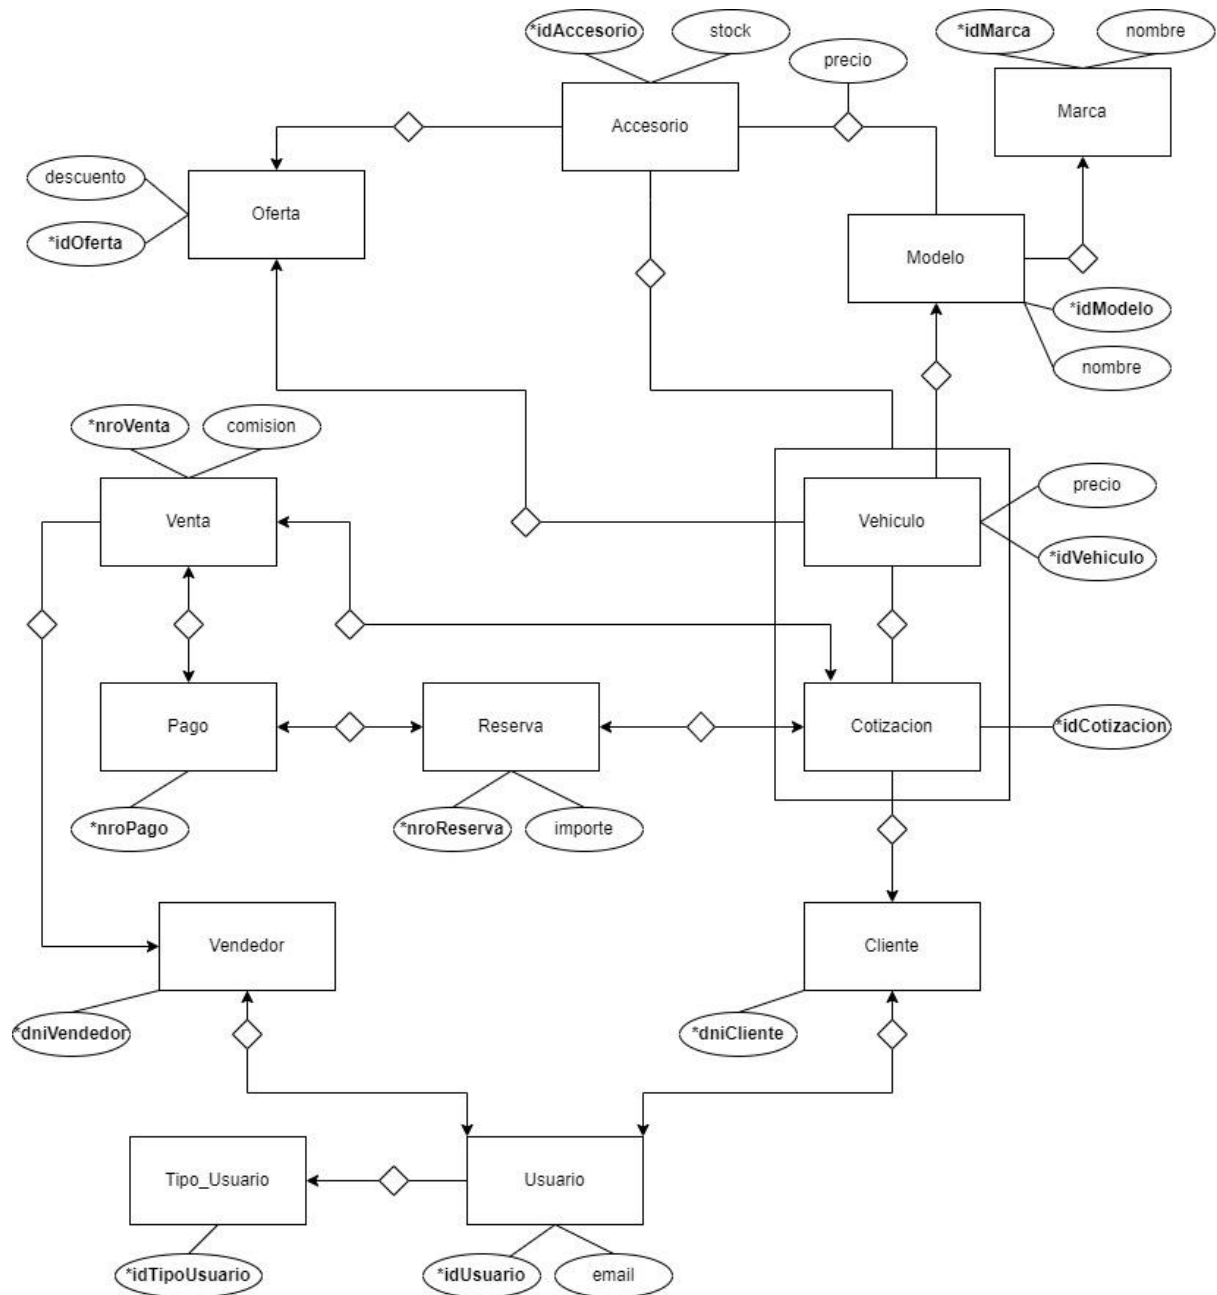 *idAccesorio
stock
*idMarca
nombre
precio
Accesorio
Marca
descuento
Oferta
*idOferta
Modelo
*idModelo
nombre
*nroVenta
comision
Venta
Vehiculo
precio
*idVehiculo
Pago
Reserva
Cotizacion
*idCotizacion
*nroPago
*nroReserva
importe
Vendedor
Cliente
*dniVendedor
*dniCliente
Tipo_Usuario
Usuario
*idTipoUsuario
*idUsuario
email